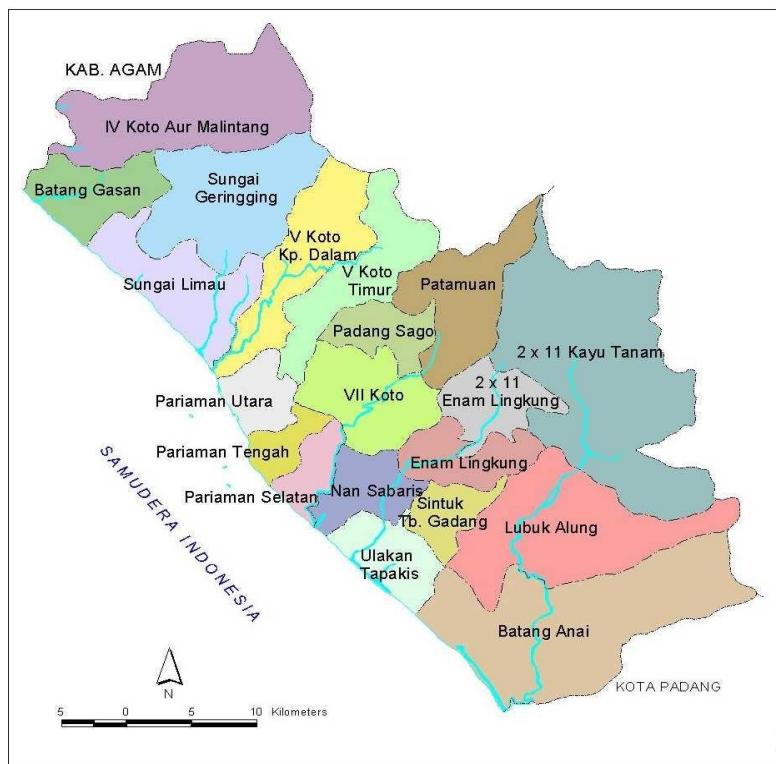 KAB. AGAM
IV Koto Aur Malintang
Batang Gasan
Sungai
Geringging
V Koto
Kp. Dalam
Sungai Limau
V Koto
Timur
Patamuan
Padang Sago
2 x 11 Kayu Tanam
2 x 11
Enam Lingkung
VII Koto
Pariaman Utara
Pariaman Tengah
Enam Lingkung
Pariaman Selatan
Nan Sabaris
Sintuk
Tb. Gadang
Lubuk Alung
Ulakan
Tapakis
Batang Anai
SAMUDERA INDONESIA
KOTA PADANG
N
5 0 5 10 Kilometers